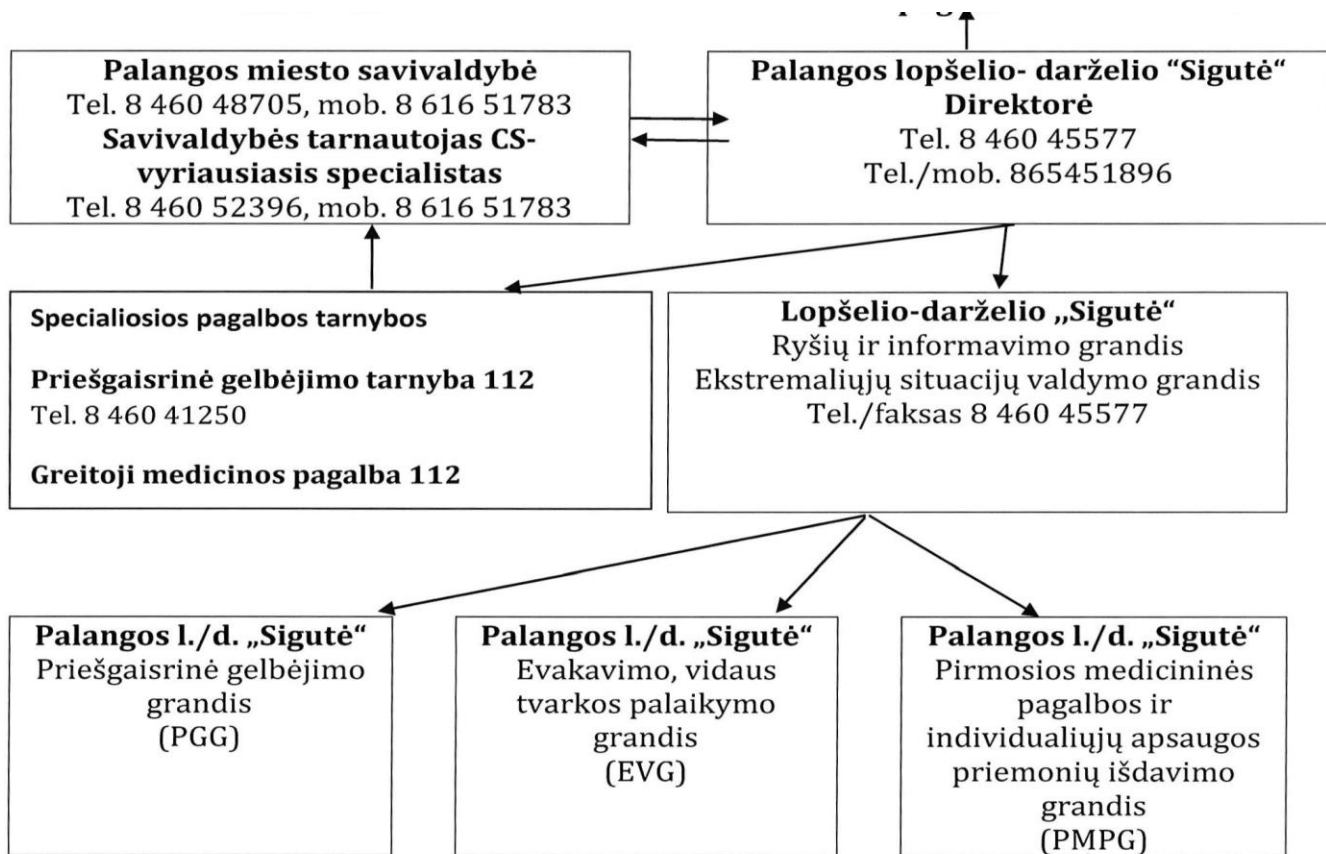 Palangos miesto savivaldybė
Tel. 8 460 48705, mob. 8 616 51783
Savivaldybės tarnautojas CS-
vyriausiasis specialistas
Tel. 8 460 52396, mob. 8 616 51783
Palangos lopšelio- darželio “Sigutė“
Direktorė
Tel. 8 460 45577
Tel./mob. 865451896
Specialiosios pagalbos tarnybos
Priešgaisrinė gelbėjimo tarnyba 112
Tel. 8 460 41250
Greitoji medicinos pagalba 112
Lopšelio-darželio ,,Sigutė“
Ryšių ir informavimo grandis
Ekstremaliųjų situacijų valdymo grandis
Tel./faksas 8 460 45577
Palangos l./d. „Sigutė“
Priešgaisrinė gelbėjimo
grandis
(PGG)
Palangos l./d. „Sigutė“
Evakavimo, vidaus
tvarkos palaikymo
grandis
(EVG)
Palangos l./d. „Sigutė“
Pirmosios medicininės
pagalbos ir
individualiųjų apsaugos
priemonių išdavimo
grandis
(PMPG)